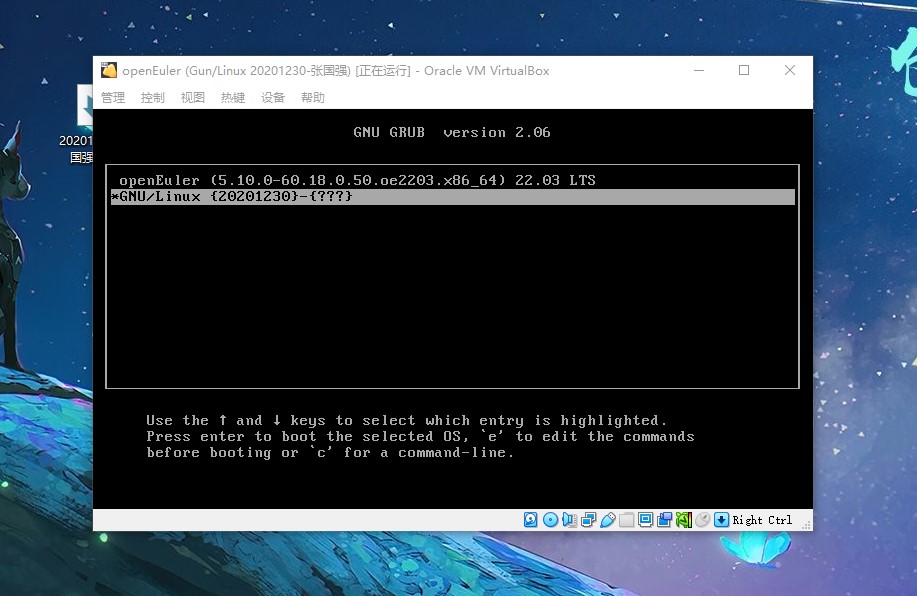 openEuler (Gun/Linux 20201230-张国强) [正在运行] - Oracle VM VirtualBox
管理 控制 视图 热键 设备 帮助
20201
国强
GNU GRUB version 2.06
openEuler (5.10.0-60.18.0.50.oe2203.x86_64) 22.03 LTS
*GNU/Linux {20201230}-{???}
Use the ↑ and ↓ keys to select which entry is highlighted.
Press enter to boot the selected OS, `e' to edit the commands
before booting or `c' for a command-line.
Right Ctrl